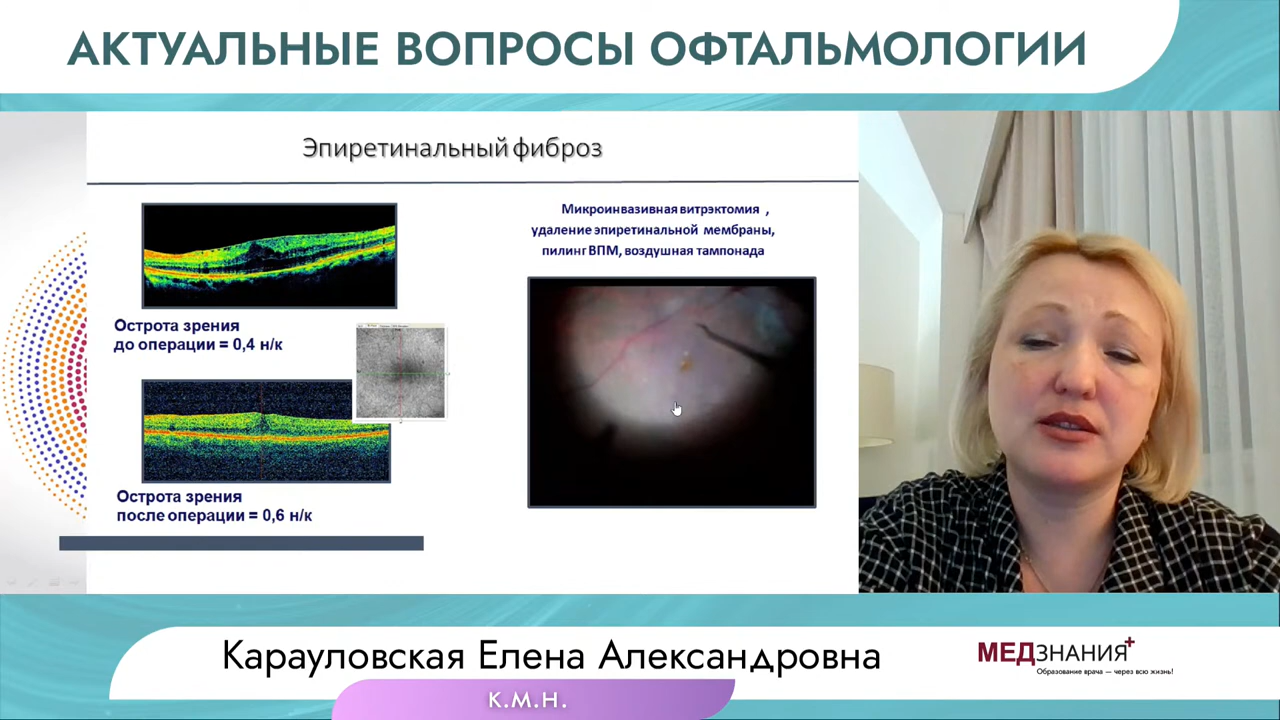 АКТУАЛЬНЫЕ ВОПРОСЫ ОФТАЛЬМОЛОГИИ
Эпиретинальный фиброз
Микроинвазивная витрэктомия ,
удаление эпиретинальной мембраны,
пилинг ВПМ, воздушная тампонада
Острота зрения
до операции = 0,4 н/к
Острота зрения
после операции = 0,6 н/к
Карауловская Елена Александровна
к.м.н.
МЕДЗНАНИЯ+
Образование врача — через всю жизнь!